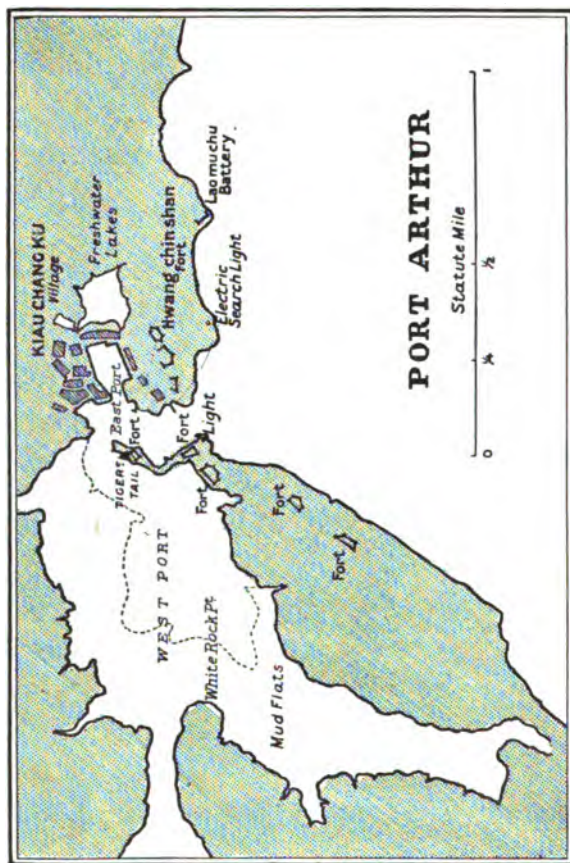 KIAU CHANG KU
Village
Freshwater
Lakes
East Port
TIGERS
TAIL
Fort
Hwang chin shan
Fort
Laomuchu
Battery
Electric
Search Light
Fort
Light
Fort
WEST PORT
White Rock Pt.
Mud Flats
Fort
Fort
PORT ARTHUR
Statute Mile
0 ¼ ½ 1